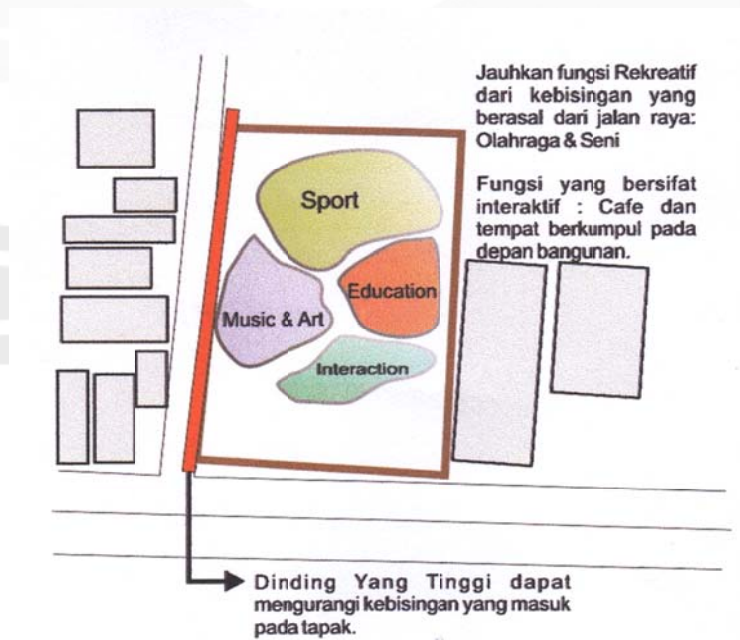 Jauhkan fungsi Rekreatif
dari kebisingan yang
berasal dari jalan raya:
Olahraga & Seni
Fungsi yang bersifat
interaktif : Cafe dan
tempat berkumpul pada
depan bangunan.
Sport
Education
Music & Art
Interaction
Dinding Yang Tinggi dapat
mengurangi kebisingan yang masuk
pada tapak.